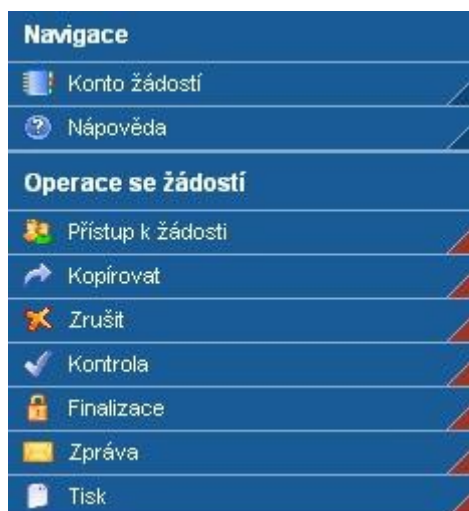 Navigace
Konto žádostí
Nápověda
Operace se žádostí
Přístup k žádosti
Kopírovat
Zrušit
Kontrola
Finalizace
Zpráva
Tisk